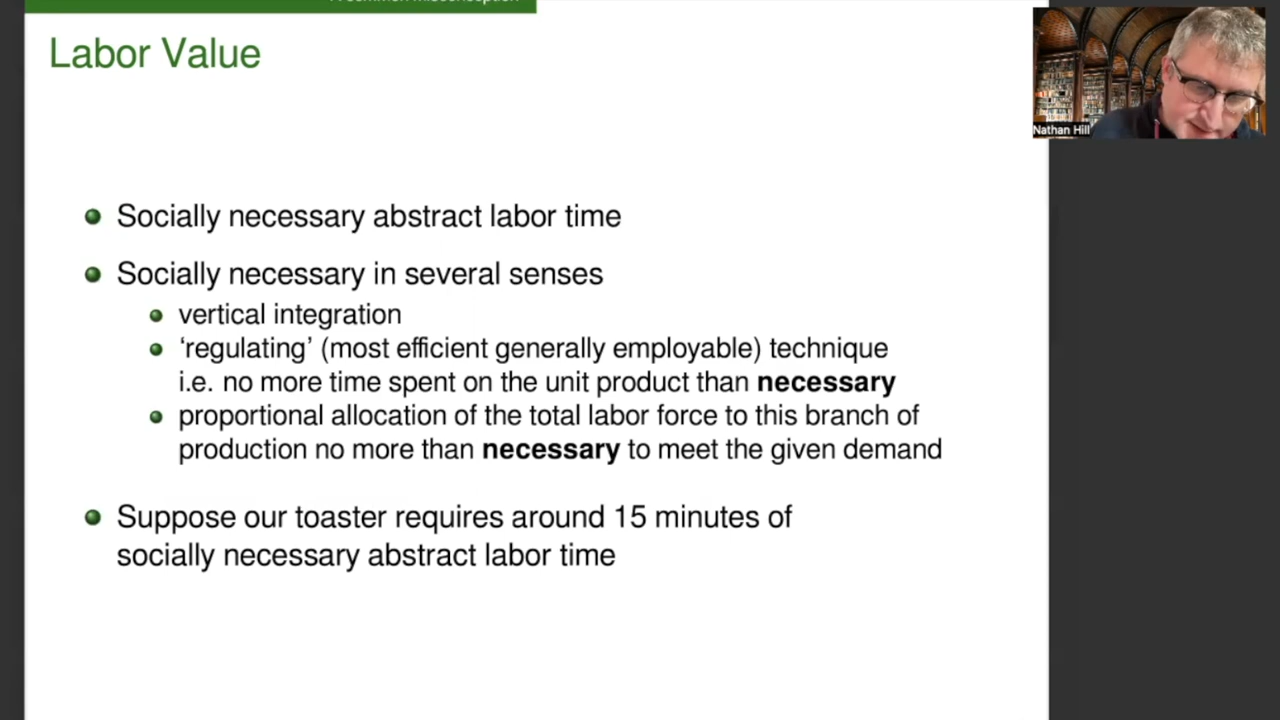 Labor Value
Nathan Hill
Socially necessary abstract labor time
Socially necessary in several senses
vertical integration
‘regulating’ (most efficient generally employable) technique
i.e. no more time spent on the unit product than necessary
proportional allocation of the total labor force to this branch of
production no more than necessary to meet the given demand
Suppose our toaster requires around 15 minutes of
socially necessary abstract labor time